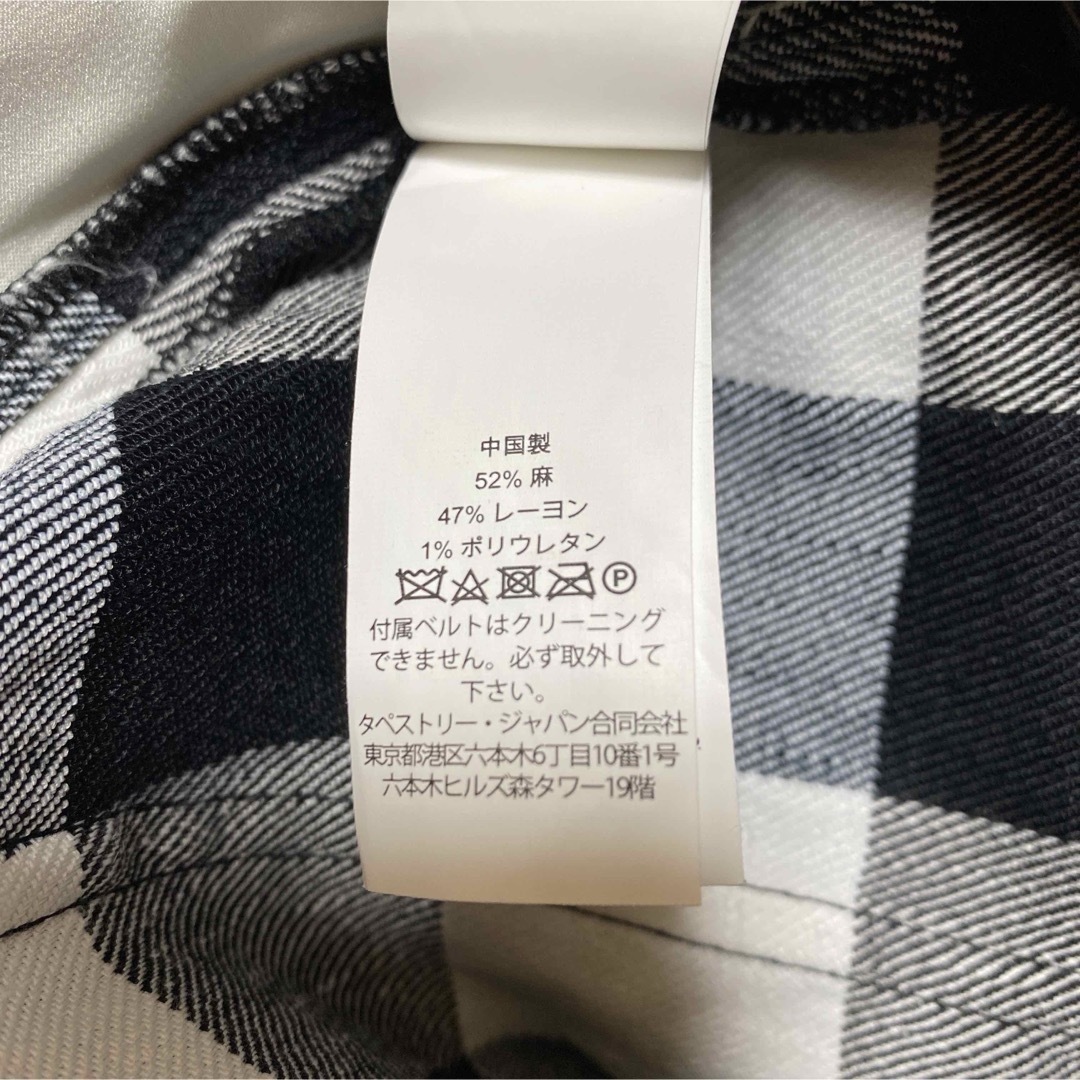 中国製
52% 麻
47% レーヨン
1% ポリウレタン
P
付属ベルトはクリーニング
できません。必ず取外して
下さい。
タペストリー・ジャパン合同会社
東京都港区六本木6丁目10番1号
六本木ヒルズ森タワー19階